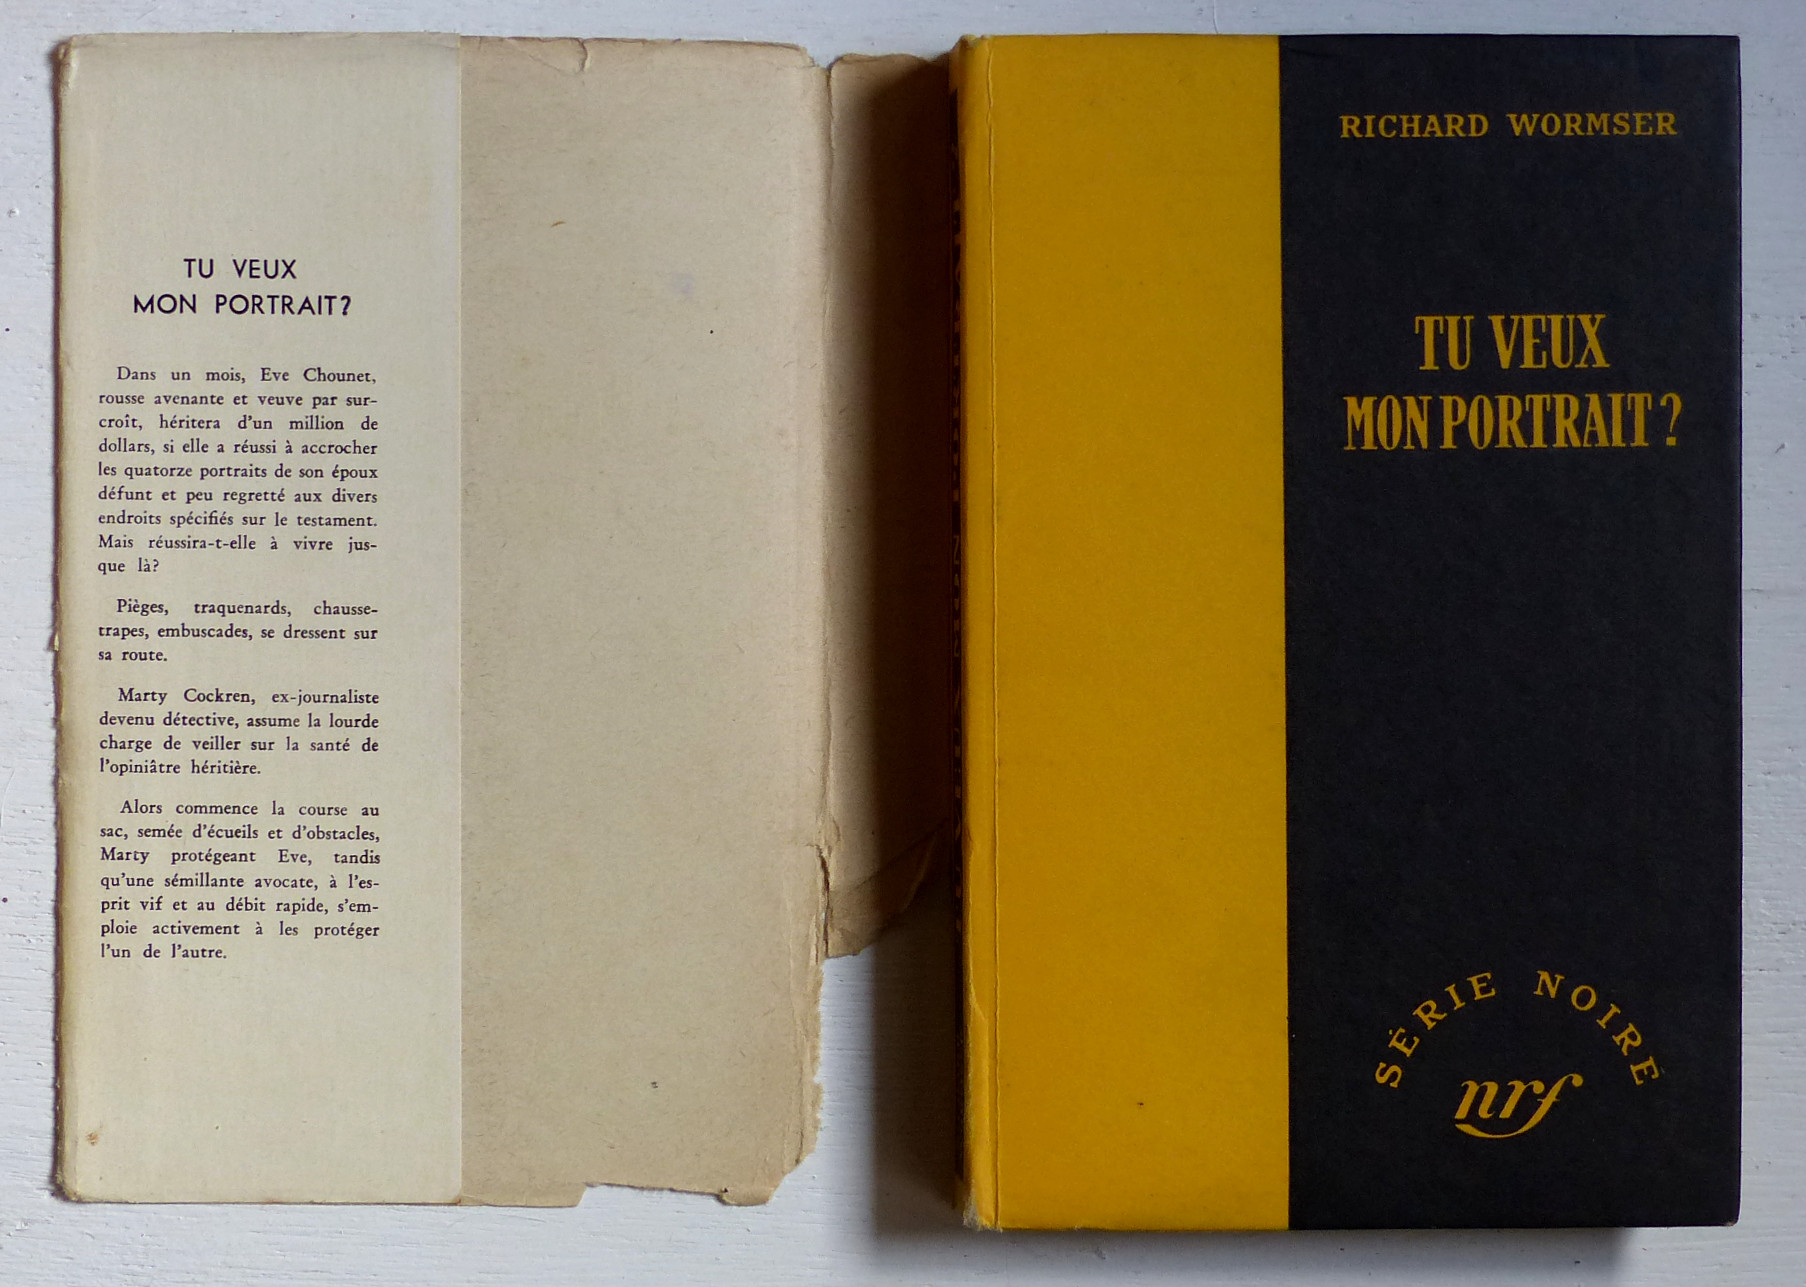 TU VEUX
MON PORTRAIT?
Dans un mois, Eve Chounet,
rousse avenante et veuve par sur-
croît, héritera d'un million de
dollars, si elle a réussi à accrocher
les quatorze portraits de son époux
défunt et peu regretté aux divers
endroits spécifiés sur le testament.
Mais réussira-t-elle à vivre jus-
que là?
Pièges, traquenards, chausse-
trapes, embuscades, se dressent sur
sa route.
Marty Cockren, ex-journaliste
devenu détective, assume la lourde
charge de veiller sur la santé de
l'opiniâtre héritière.
Alors commence la course au
sac, semée d'écueils et d'obstacles,
Marty protégeant Eve, tandis
qu'une sémillante avocate, à l'es-
prit vif et au débit rapide, s'em-
ploie activement à les protéger
l'un de l'autre.
RICHARD WORMSER
TU VEUX
MON PORTRAIT?
SÉRIE NOIRE
nrf